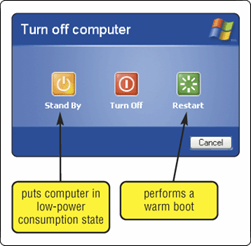 Turn off computer
Stand By Turn Off Restart
Cancel
puts computer in
low-power
consumption state
performs a
warm boot